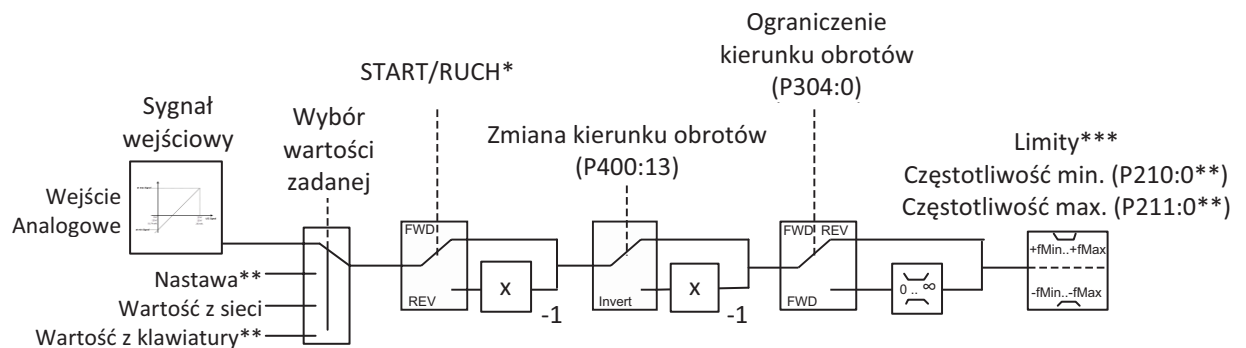 Ograniczenie
kierunku obrotów
(P304:0)
START/RUCH*
Sygnał
wejściowy
Wybór
wartości
zadanej
Zmiana kierunku obrotów
(P400:13)
Limity***
Częstotliwość min. (P210:0**)
Częstotliwość max. (P211:0**)
Wejście
Analogowe
FWD
REV
X
-1
Invert
X
-1
FWD REV
FWD
0 .. ∞
+fMin..+fMax
-fMin..-fMax
Nastawa**
Wartość z sieci
Wartość z klawiatury**